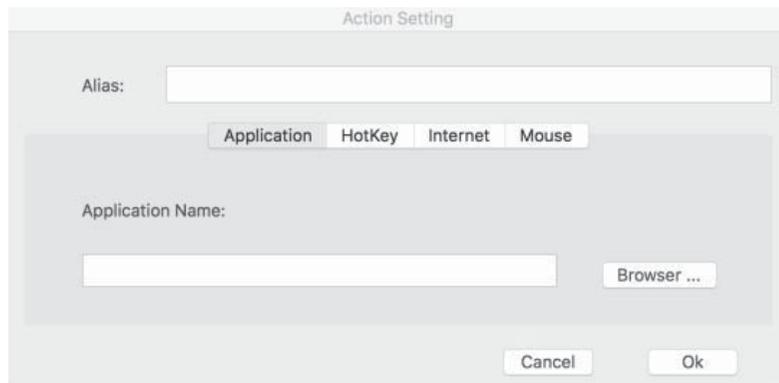 Action Setting
Alias:
Application HotKey Internet Mouse
Application Name:
Browser ...
Cancel Ok